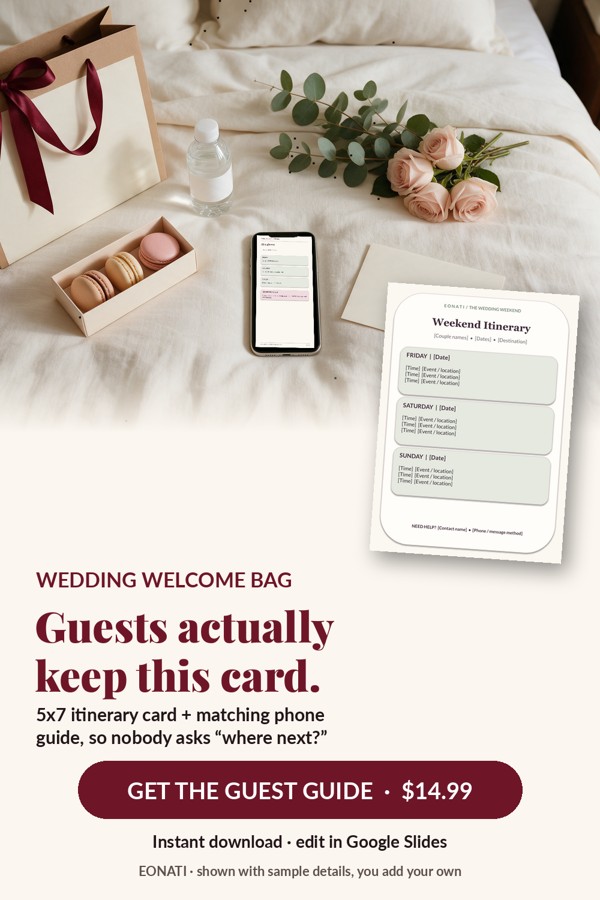 EONATI / THE WEDDING WEEKEND
Weekend Itinerary
[Couple names] • [Dates] • [Destination]
FRIDAY | [Date]
[Time] [Event / location]
[Time] [Event / location]
[Time] [Event / location]
SATURDAY | [Date]
[Time] [Event / location]
[Time] [Event / location]
[Time] [Event / location]
SUNDAY | [Date]
[Time] [Event / location]
[Time] [Event / location]
[Time] [Event / location]
NEED HELP? [Contact name] • [Phone / message method]
WEDDING WELCOME BAG
Guests actually
keep this card.
5x7 itinerary card + matching phone
guide, so nobody asks “where next?”
GET THE GUEST GUIDE · $14.99
Instant download · edit in Google Slides
EONATI · shown with sample details, you add your own